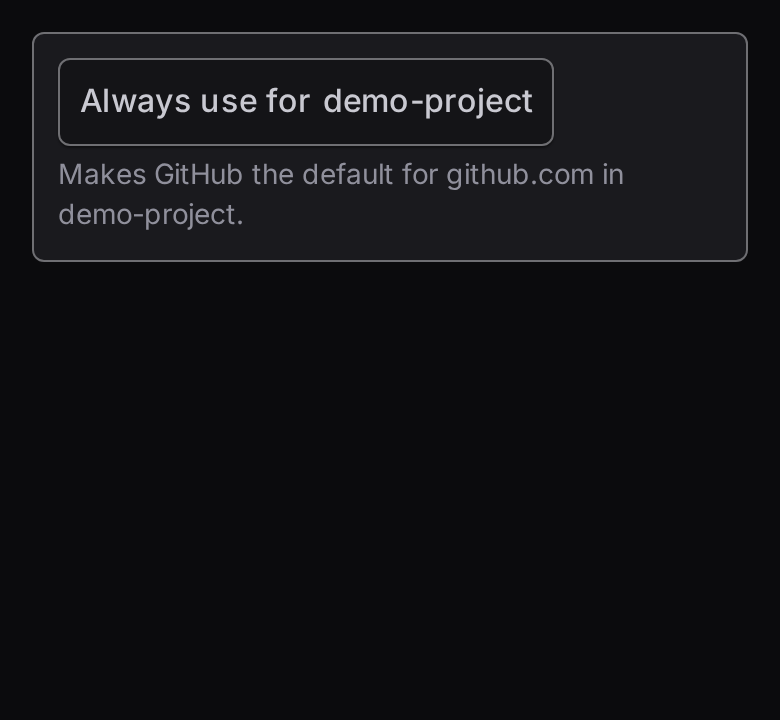 Always use for demo-project
Makes GitHub the default for github.com in
demo-project.